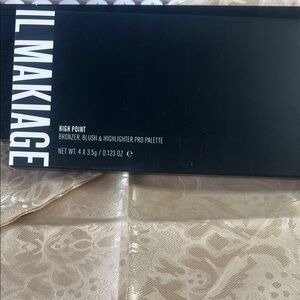 IL MAKIAGE
HIGH POINT
BRONZER, BLUSH & HIGHLIGHTER PRO PALETTE
NET WT. 4 X 3.5g / 0.123 OZ ℮